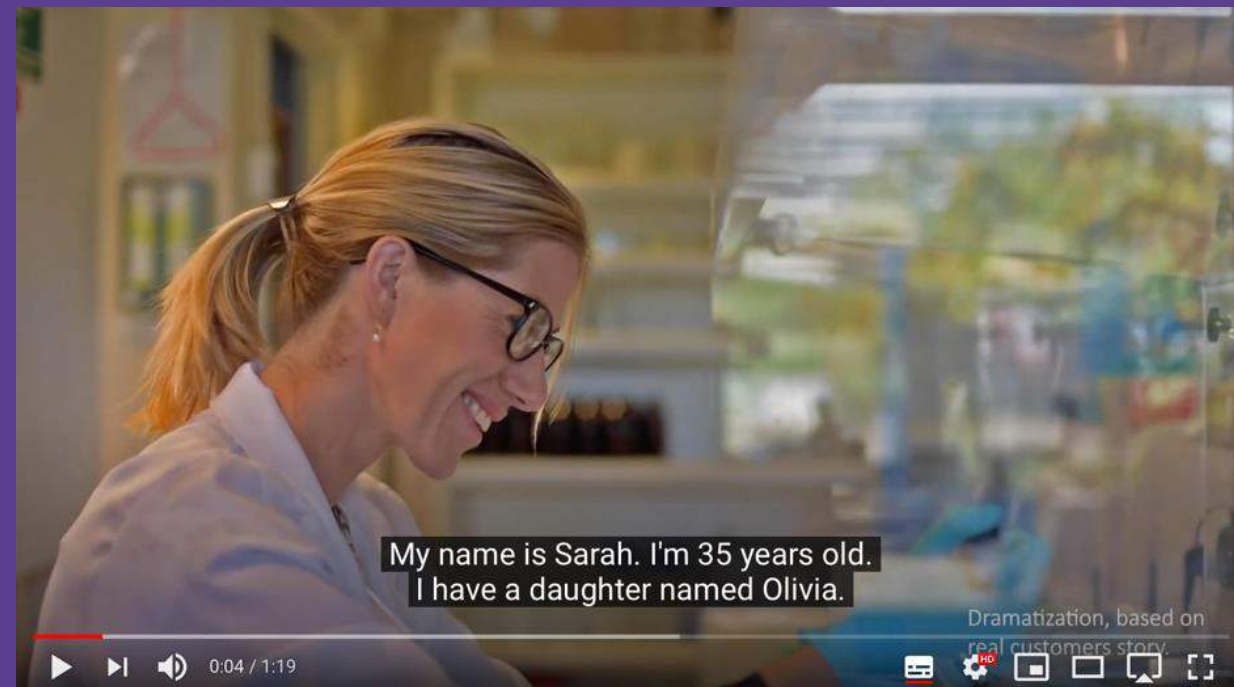 My name is Sarah. I'm 35 years old.
I have a daughter named Olivia.
Dramatization, based on
real customers story.
0:04 / 1:19
HD